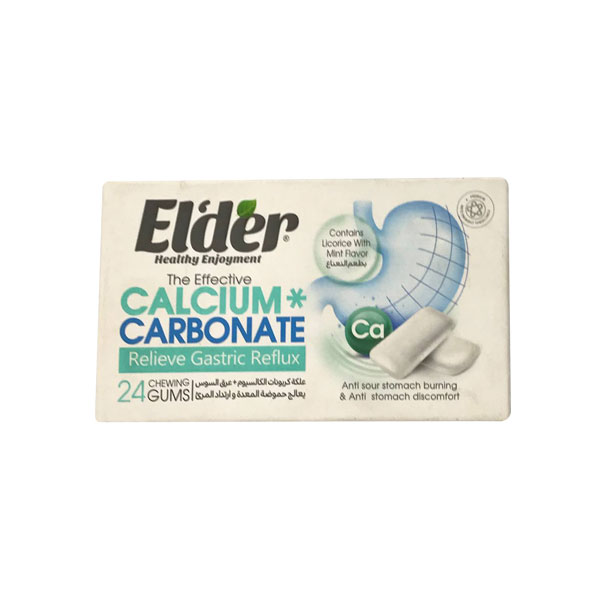 Elder®
Healthy Enjoyment
The Effective
CALCIUM*
CARBONATE
Relieve Gastric Reflux
24 CHEWING GUMS
علكة كربونات الكالسيوم + عرق السوس
يعالج حموضة المعدة و ارتداد المرئ
Contains
Licorice With
Mint Flavor
بطعم النعناع
Ca
Anti sour stomach burning
& Anti stomach discomfort